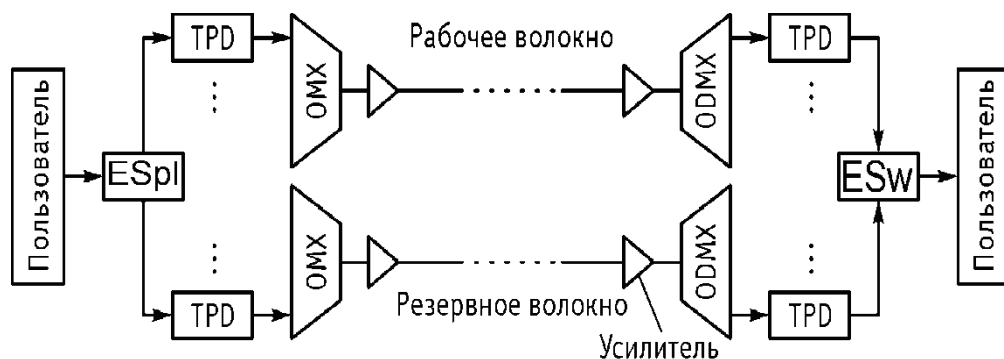 TPD
Рабочее волокно
TPD
OMX
ODMX
Пользователь
ESpl
ESw
Пользователь
OMX
ODMX
TPD
Резервное волокно
TPD
Усилитель